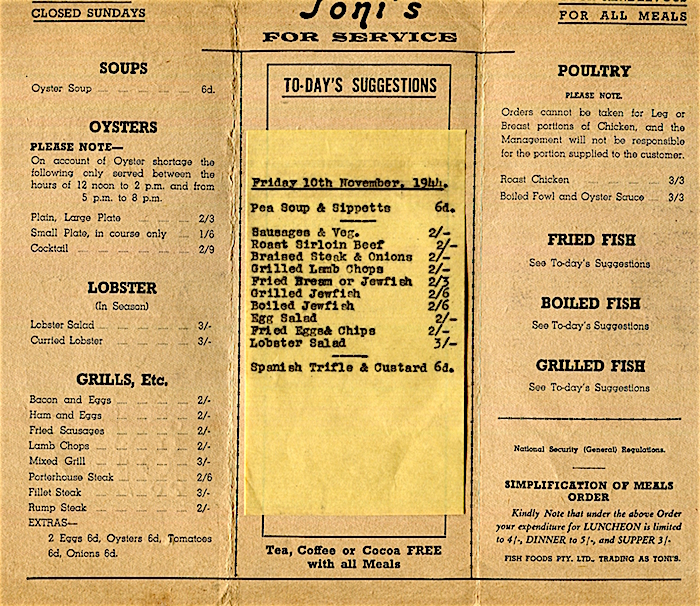 CLOSED SUNDAYS
SOUPS
Oyster Soup 6d.
OYSTERS
PLEASE NOTE—
On account of Oyster shortage the
following only served between the
hours of 12 noon to 2 p.m. and from
5 p.m. to 8 p.m.
Plain, Large Plate 2/3
Small Plate, in course only 1/6
Cocktail 2/9
LOBSTER
(In Season)
Lobster Salad 3/-
Curried Lobster 3/-
GRILLS, Etc.
Bacon and Eggs 2/-
Ham and Eggs 2/-
Fried Sausages 2/-
Lamb Chops 2/-
Mixed Grill 3/-
Porterhouse Steak 2/6
Fillet Steak 3/-
Rump Steak 2/-
EXTRAS—
2 Eggs 6d, Oysters 6d, Tomatoes
6d, Onions 6d.
Toni's
FOR SERVICE
TO-DAY'S SUGGESTIONS
Friday 10th November, 1944.
Pea Soup & Sippetts 6d.
Sausages & Veg. 2/-
Roast Sirloin Beef 2/-
Braised Steak & Onions 2/-
Grilled Lamb Chops 2/-
Fried Bream or Jewfish 2/3
Grilled Jewfish 2/6
Boiled Jewfish 2/6
Egg Salad 2/-
Fried Eggs& Chips 2/-
Lobster Salad 3/-
Spanish Trifle & Custard 6d.
Tea, Coffee or Cocoa FREE
with all Meals
FOR ALL MEALS
POULTRY
PLEASE NOTE.
Orders cannot be taken for Leg or
Breast portions of Chicken, and the
Management will not be responsible
for the portion supplied to the customer.
Roast Chicken 3/3
Boiled Fowl and Oyster Sauce 3/3
FRIED FISH
See To-day's Suggestions
BOILED FISH
See To-day's Suggestions
GRILLED FISH
See To-day's Suggestions
National Security (General) Regulations.
SIMPLIFICATION OF MEALS
ORDER
Kindly Note that under the above Order
your expenditure for LUNCHEON is limited
to 4/-, DINNER to 5/-, and SUPPER 3/-
FISH FOODS PTY. LTD., TRADING AS TONI'S.